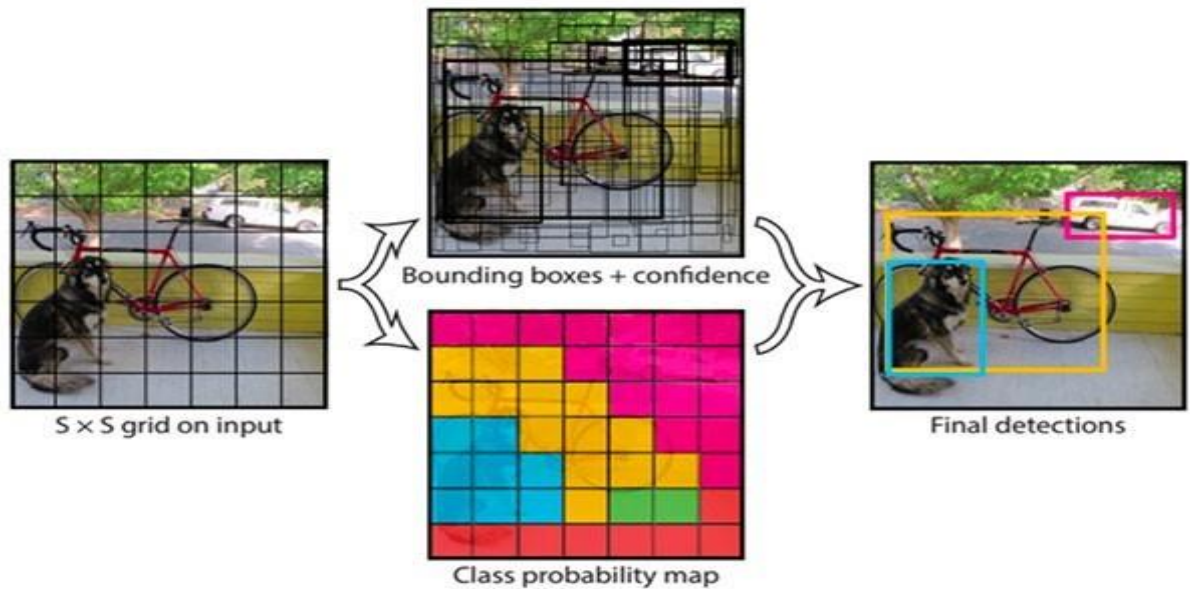 S × S grid on input
Bounding boxes + confidence
Class probability map
Final detections